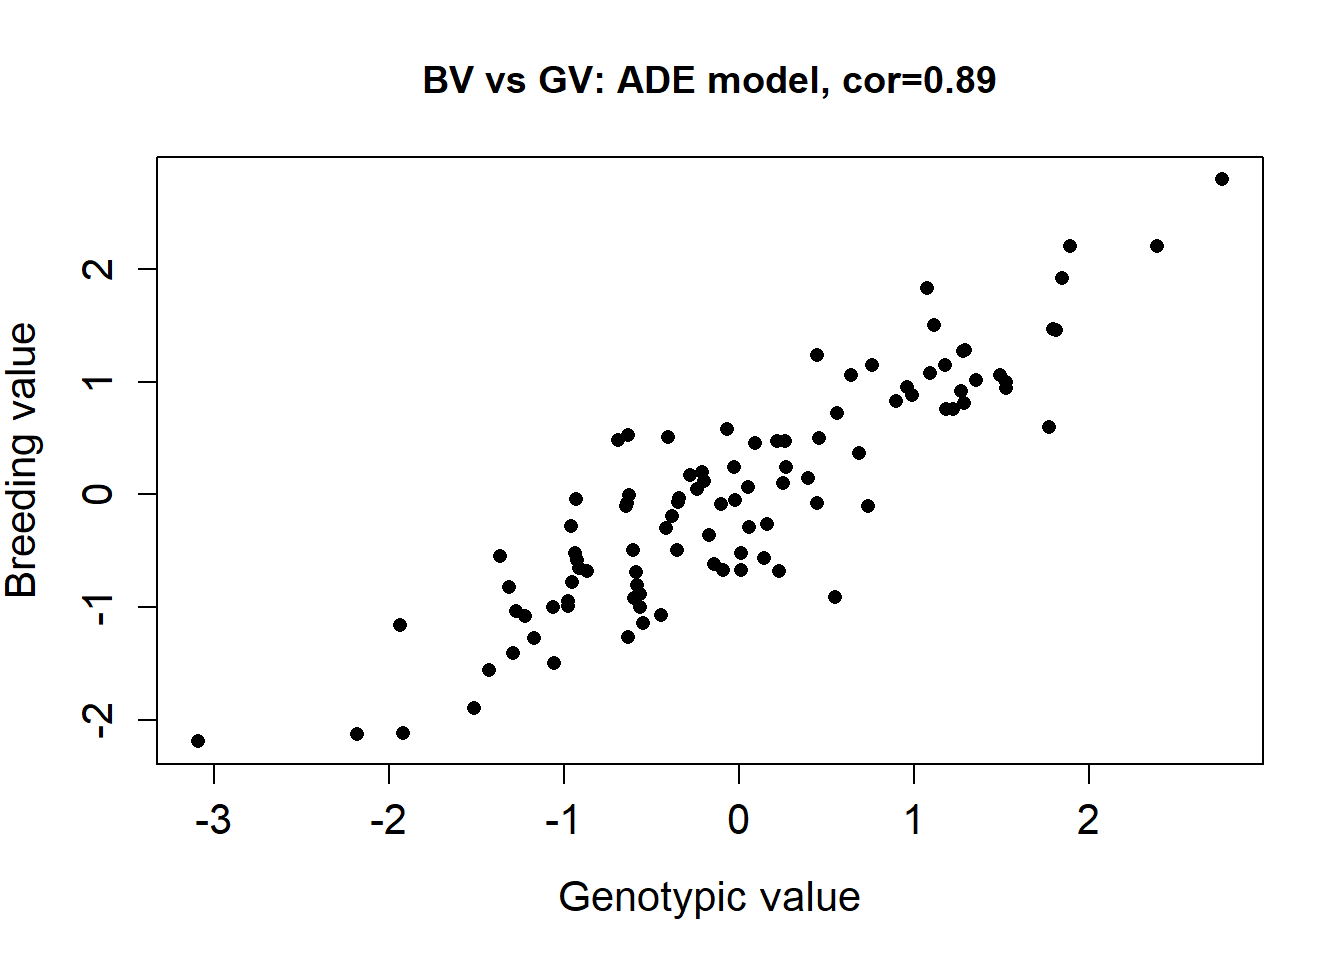 BV vs GV: ADE model, cor=0.89
Breeding value
2
1
0
-1
-2
-3 -2 -1 0 1 2
Genotypic value